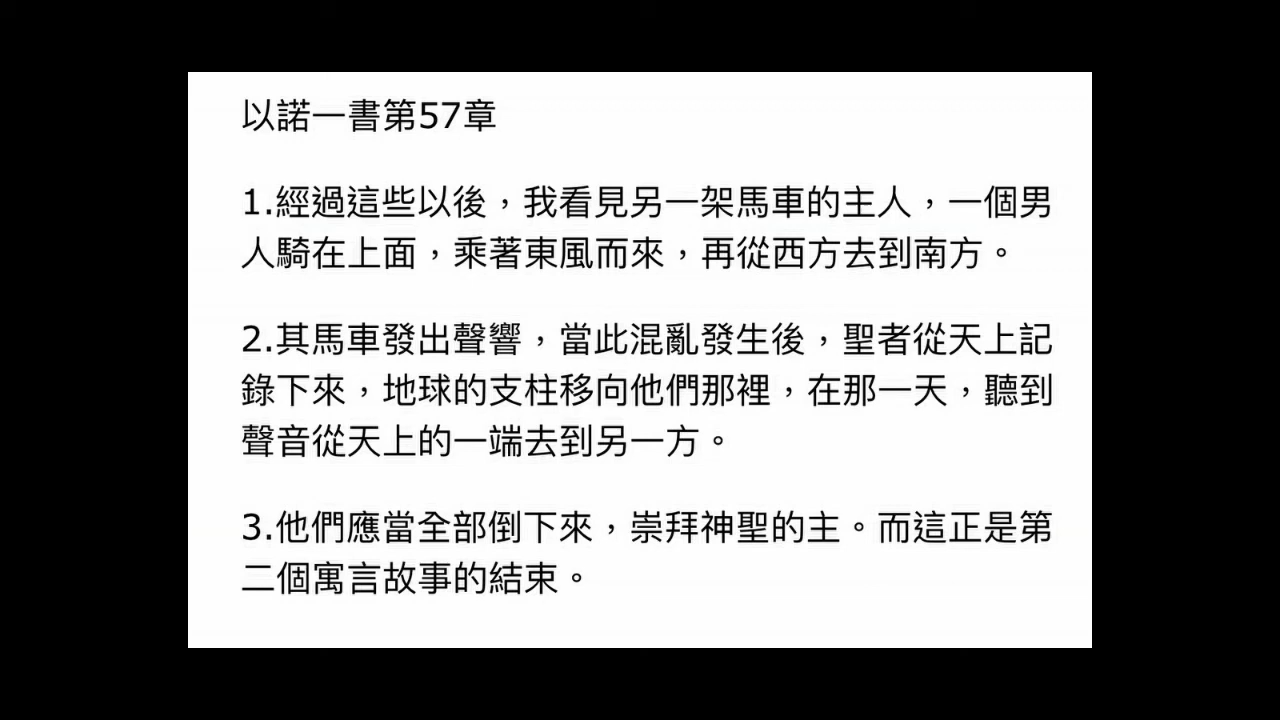 以諾一書第57章
1.經過這些以後，我看見另一架馬車的主人，一個男
人騎在上面，乘著東風而來，再從西方去到南方。
2.其馬車發出聲響，當此混亂發生後，聖者從天上記
錄下來，地球的支柱移向他們那裡，在那一天，聽到
聲音從天上的一端去到另一方。
3.他們應當全部倒下來，崇拜神聖的主。而這正是第
二個寓言故事的結束。